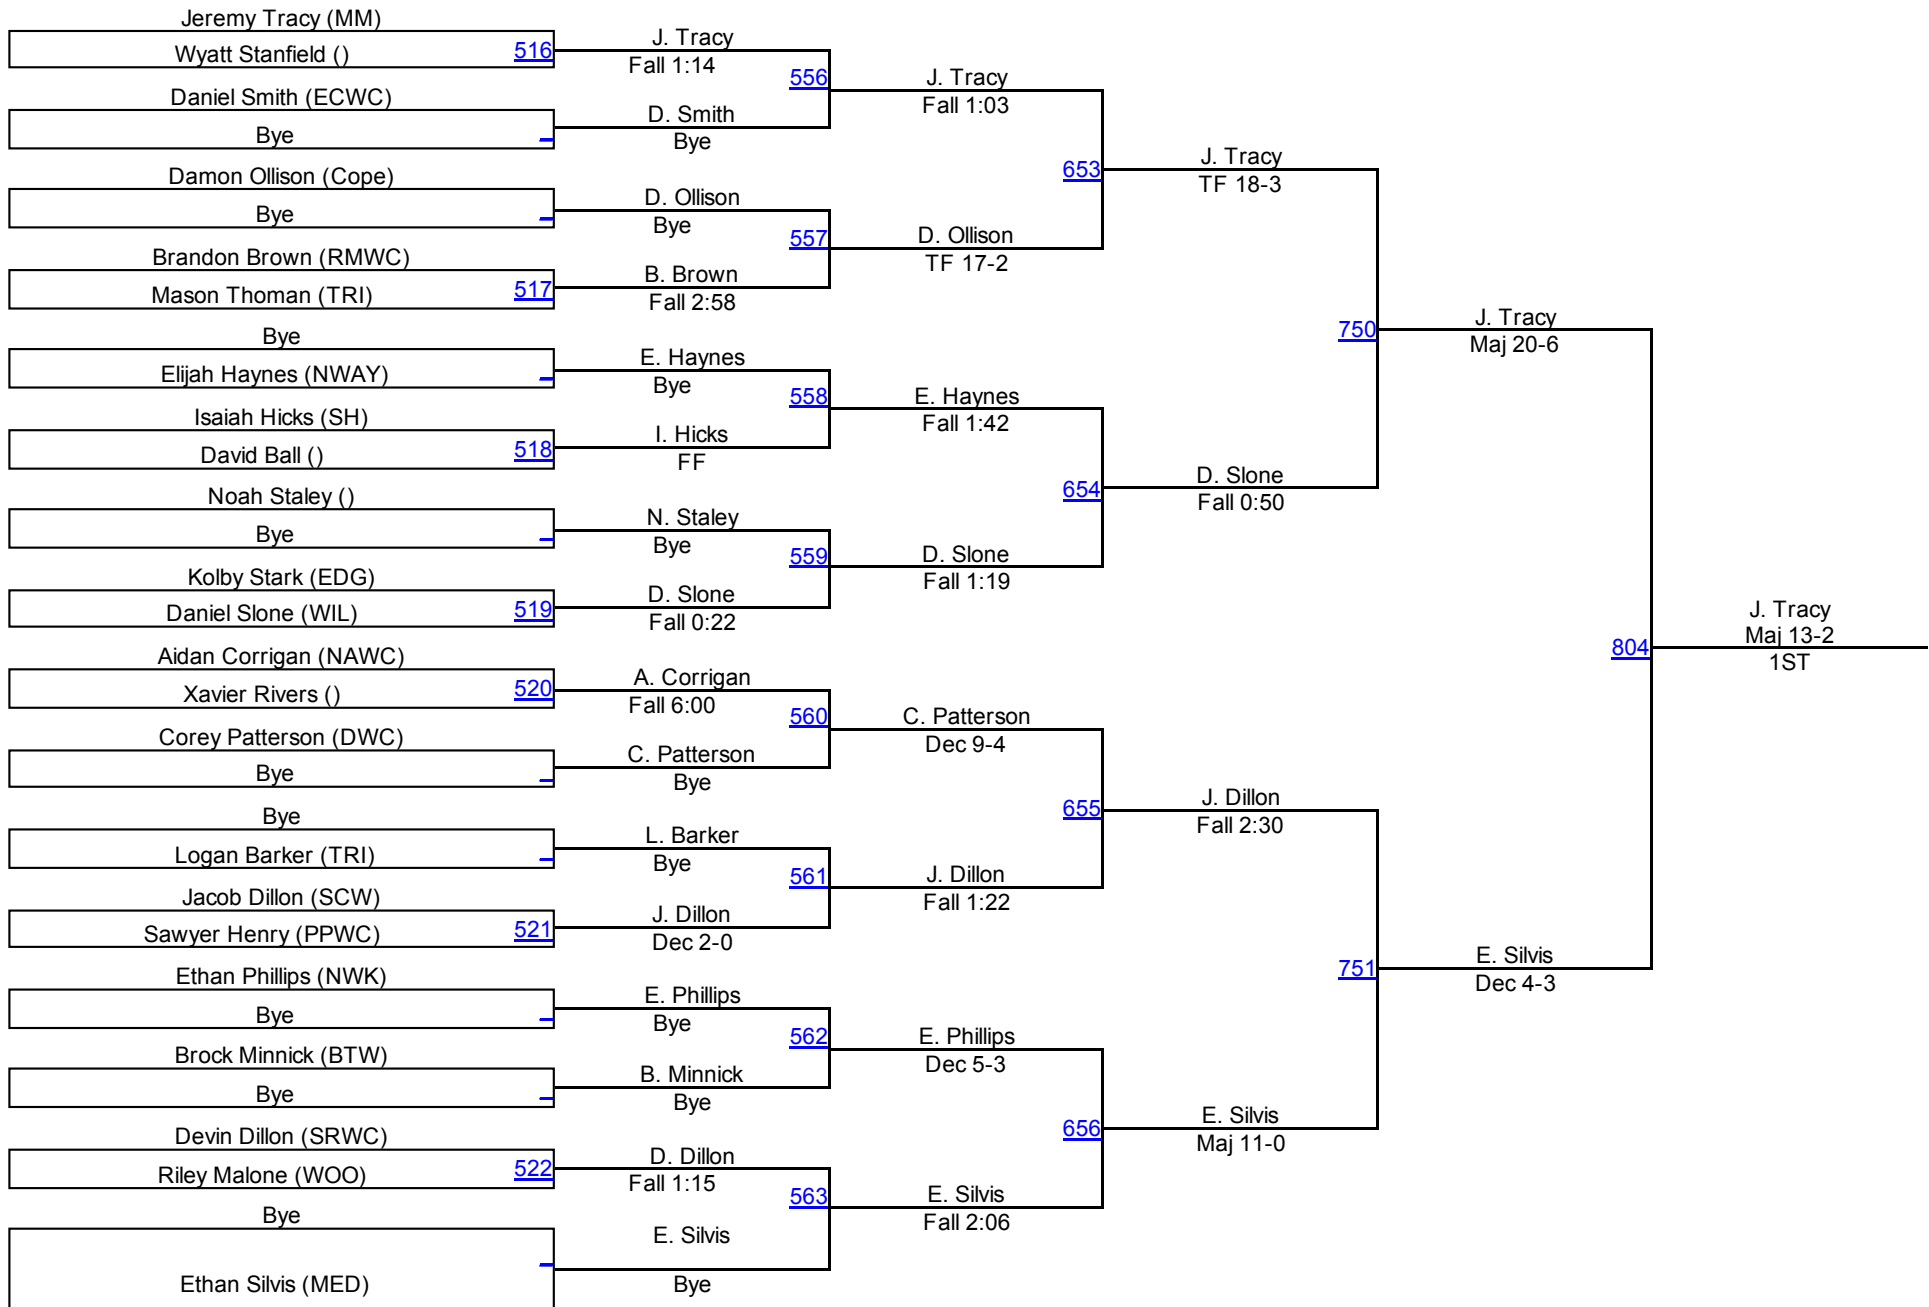 Jeremy Tracy (MM)
Wyatt Stanfield ()
516
Daniel Smith (ECWC)
Bye
Damon Ollison (Cope)
Bye
Brandon Brown (RMWC)
Mason Thoman (TRI)
517
Bye
Elijah Haynes (NWAY)
Isaiah Hicks (SH)
David Ball ()
518
Noah Staley ()
Bye
Kolby Stark (EDG)
Daniel Slone (WIL)
519
Aidan Corrigan (NAWC)
Xavier Rivers ()
520
Corey Patterson (DWC)
Bye
Bye
Logan Barker (TRI)
Jacob Dillon (SCW)
Sawyer Henry (PPWC)
521
Ethan Phillips (NWK)
Bye
Brock Minnick (BTW)
Bye
Devin Dillon (SRWC)
Riley Malone (WOO)
522
Bye
Ethan Silvis (MED)
J. Tracy
Fall 1:14
556
D. Smith
Bye
D. Ollison
Bye
557
B. Brown
Fall 2:58
E. Haynes
Bye
558
I. Hicks
FF
N. Staley
Bye
559
D. Slone
Fall 0:22
A. Corrigan
Fall 6:00
560
C. Patterson
Bye
L. Barker
Bye
561
J. Dillon
Dec 2-0
E. Phillips
Bye
562
B. Minnick
Bye
D. Dillon
Fall 1:15
563
E. Silvis
Bye
J. Tracy
Fall 1:03
653
D. Ollison
TF 17-2
E. Haynes
Fall 1:42
654
D. Slone
Fall 1:19
C. Patterson
Dec 9-4
655
J. Dillon
Fall 1:22
E. Phillips
Dec 5-3
656
E. Silvis
Fall 2:06
J. Tracy
TF 18-3
750
D. Slone
Fall 0:50
J. Dillon
Fall 2:30
751
E. Silvis
Maj 11-0
J. Tracy
Maj 20-6
804
E. Silvis
Dec 4-3
J. Tracy
Maj 13-2
1ST